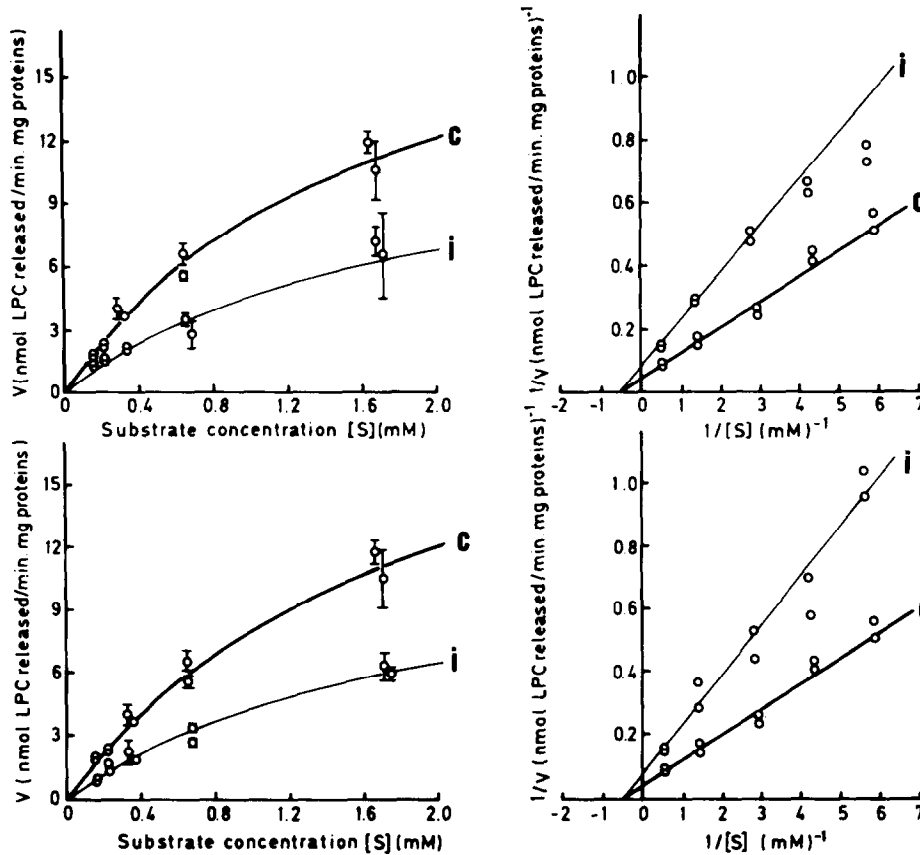 V (nmol LPC released/min. mg proteins)
15
12
9
6
3
0
C
i
0 0.4 0.8 1.2 1.6 2.0
Substrate concentration [S](mM)
1/V (nmol LPC released/min. mg proteins)-1
1.0
0.8
0.6
0.4
0.2
i
-2 -1 0 1 2 3 4 5 6 7
1/[S] (mM)-1
V (nmol LPC released/min. mg proteins)
15
12
9
6
3
0
C
i
0 0.4 0.8 1.2 1.6 2.0
Substrate concentration [S](mM)
1/V (nmol LPC released/min. mg proteins)-1
1.0
0.8
0.6
0.4
0.2
i
-2 -1 0 1 2 3 4 5 6 7
1/[S] (mM)-1